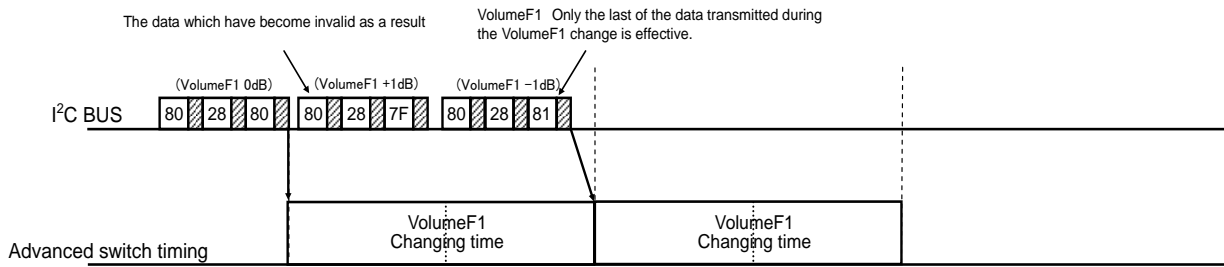 The data which have become invalid as a result
VolumeF1 Only the last of the data transmitted during
the VolumeF1 change is effective.
(VolumeF1 0dB)
(VolumeF1 +1dB)
(VolumeF1 −1dB)
I²C BUS
80 28 80
80 28 7F
80 28 81
VolumeF1
Changing time
VolumeF1
Changing time
Advanced switch timing